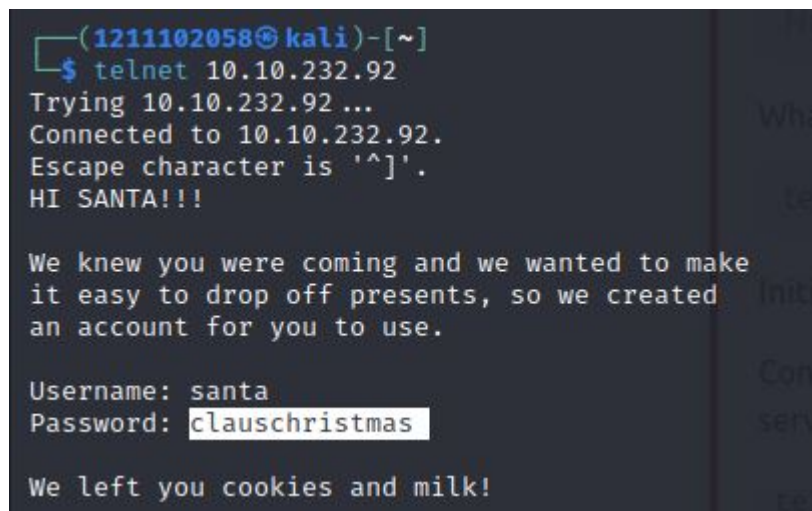 (1211102058㉿kali)-[~]
$ telnet 10.10.232.92
Trying 10.10.232.92 ...
Connected to 10.10.232.92.
Escape character is '^]'.
HI SANTA!!!
We knew you were coming and we wanted to make
it easy to drop off presents, so we created
an account for you to use.
Username: santa
Password: clauschristmas
We left you cookies and milk!